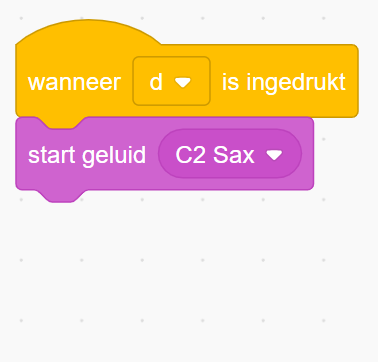 wanneer d is ingedrukt
start geluid C2 Sax